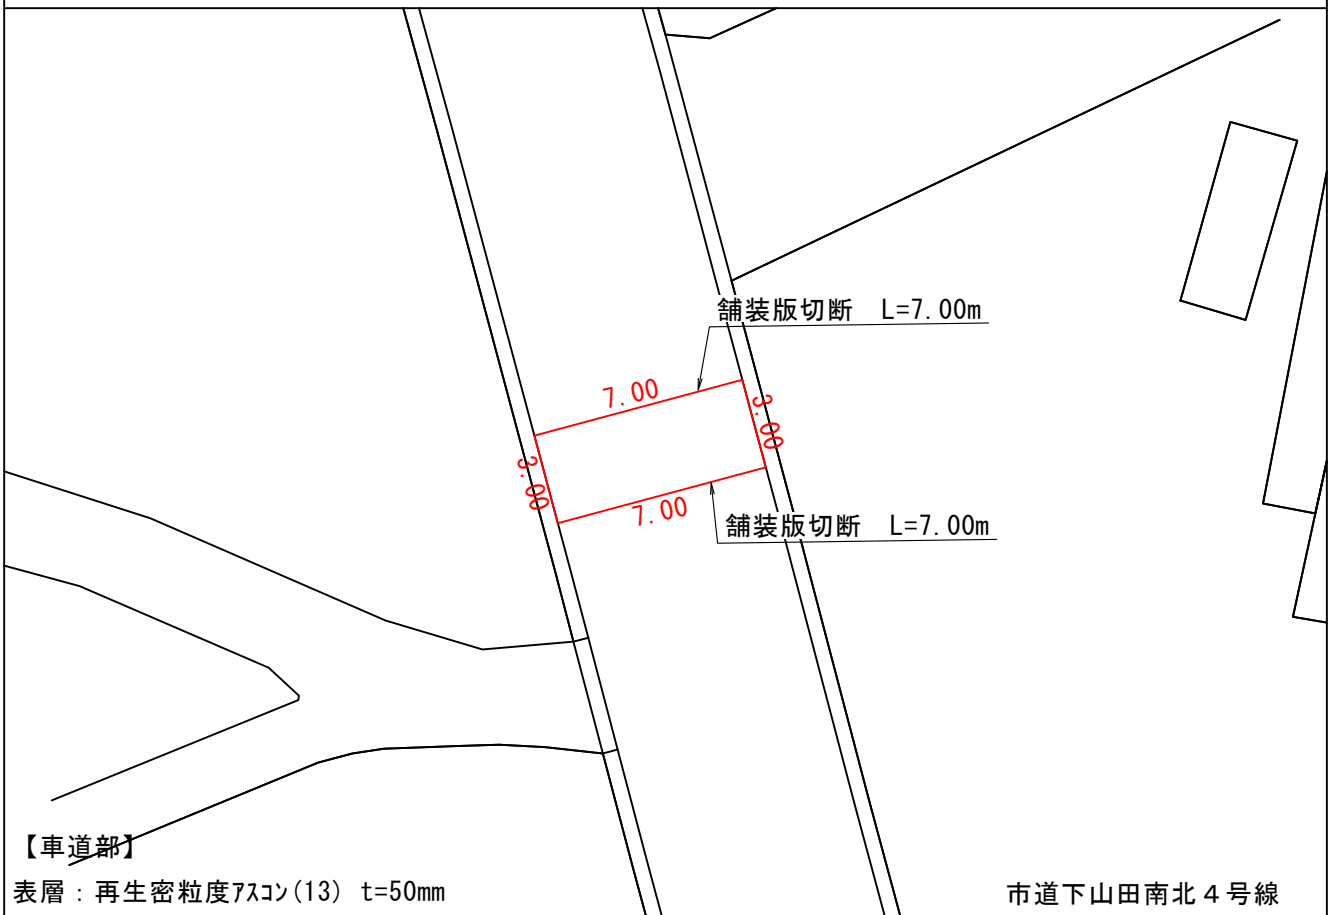 舗装版切断　L=7.00m
7.00
3.00
3.00
7.00
舗装版切断　L=7.00m
【車道部】
表層：再生密粒度ｱｽｺﾝ(13) t=50mm
市道下山田南北４号線